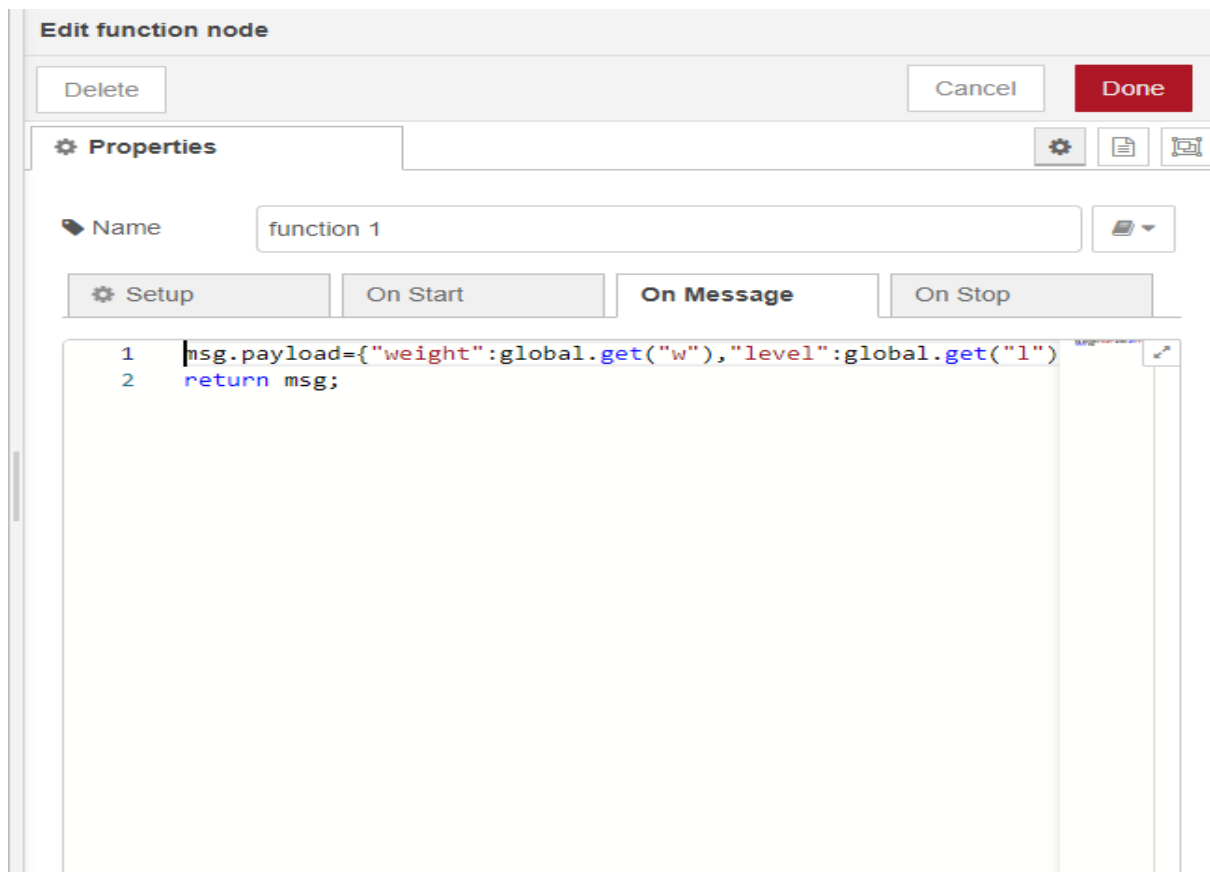 Edit function node
Delete
Cancel
Done
Properties
Name
function 1
Setup
On Start
On Message
On Stop
1 msg.payload={"weight":global.get("w"),"level":global.get("l")
2 return msg;